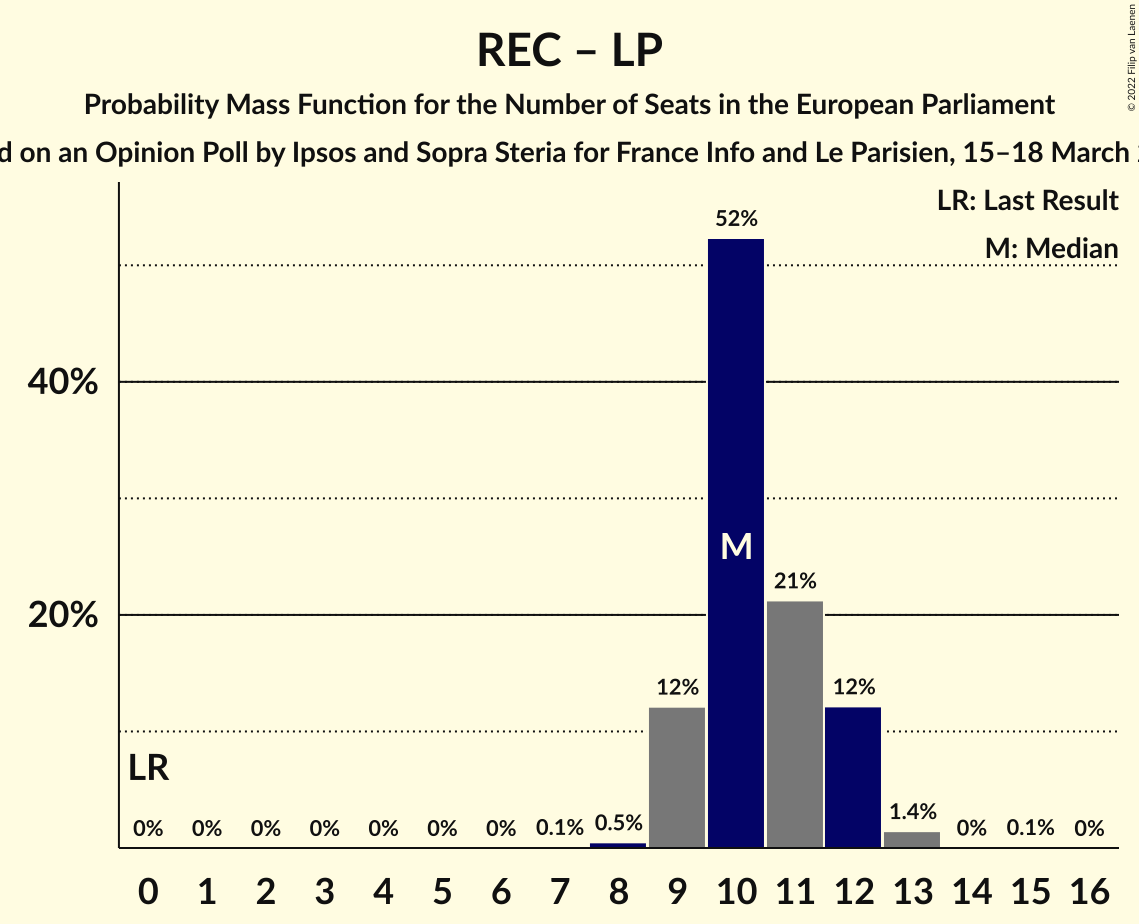 REC – LP
Probability Mass Function for the Number of Seats in the European Parliament
on an Opinion Poll by Ipsos and Sopra Steria for France Info and Le Parisien, 15–18 March
© 2022 Filip van Laenen
LR: Last Result
M: Median
52%
40%
M
21%
20%
12%
12%
LR
0%
0%
0%
0%
0%
0%
0%
0.1%
0.5%
1.4%
0%
0.1%
0%
0 1 2 3 4 5 6 7 8 9 10 11 12 13 14 15 16